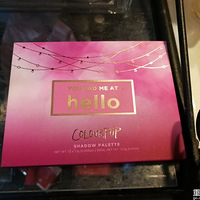 YOU HAD ME AT
hello
COLOURPOP
SHADOW PALETTE